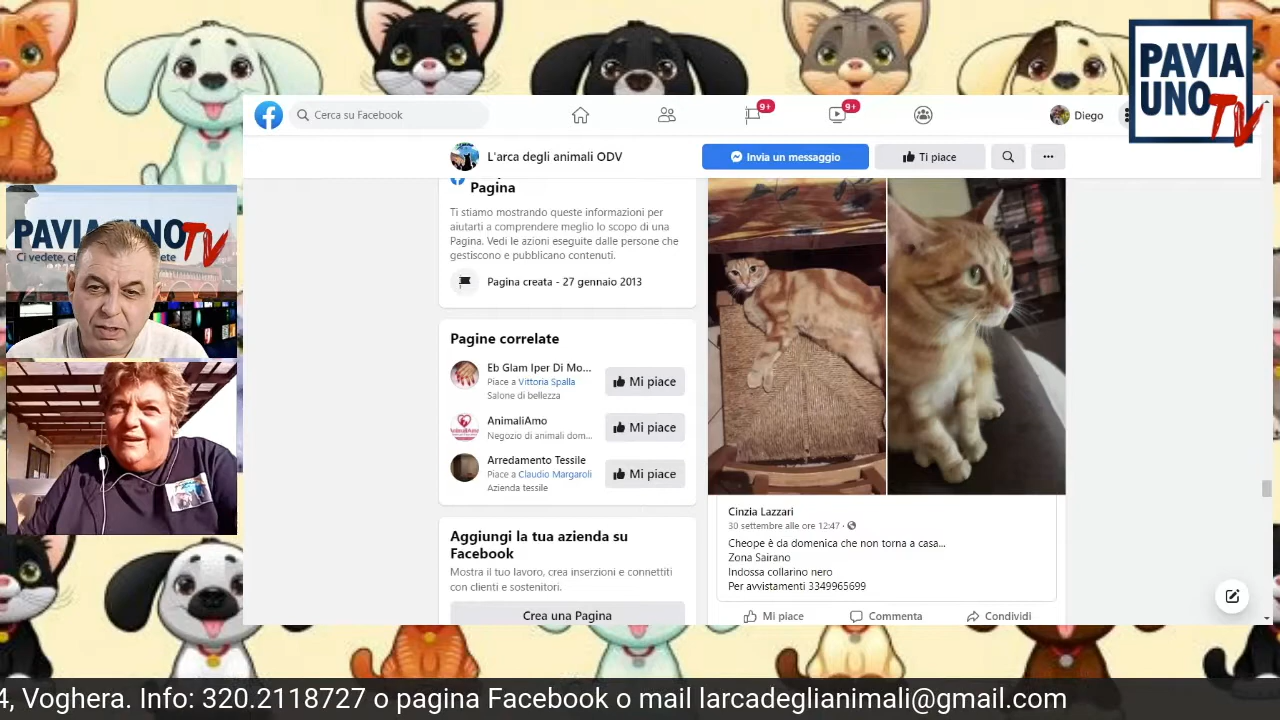 PAVIA
UNO TV
Cerca su Facebook
9+
9+
Diego
L'arca degli animali ODV
Invia un messaggio
Ti piace
Pagina
Ti stiamo mostrando queste informazioni per
aiutarti a comprendere meglio lo scopo di una
Pagina. Vedi le azioni eseguite dalle persone che
gestiscono e pubblicano contenuti.
Pagina creata - 27 gennaio 2013
Pagine correlate
Eb Glam Iper Di Mo...
Piace a Vittoria Spalla
Salone di bellezza
Mi piace
AnimaliAmo
Negozio di animali dom...
Mi piace
Arredamento Tessile
Piace a Claudio Margaroli
Azienda tessile
Mi piace
Aggiungi la tua azienda su
Facebook
Mostra il tuo lavoro, crea inserzioni e connettiti
con clienti e sostenitori.
Crea una Pagina
Cinzia Lazzari
30 settembre alle ore 12:47 ·
Cheope è da domenica che non torna a casa...
Zona Sairano
Indossa collarino nero
Per avvistamenti 3349965699
Mi piace
Commenta
Condividi
TV
Ci vedete, ci
4, Voghera. Info: 320.2118727 o pagina Facebook o mail larcadeglianimali@gmail.com